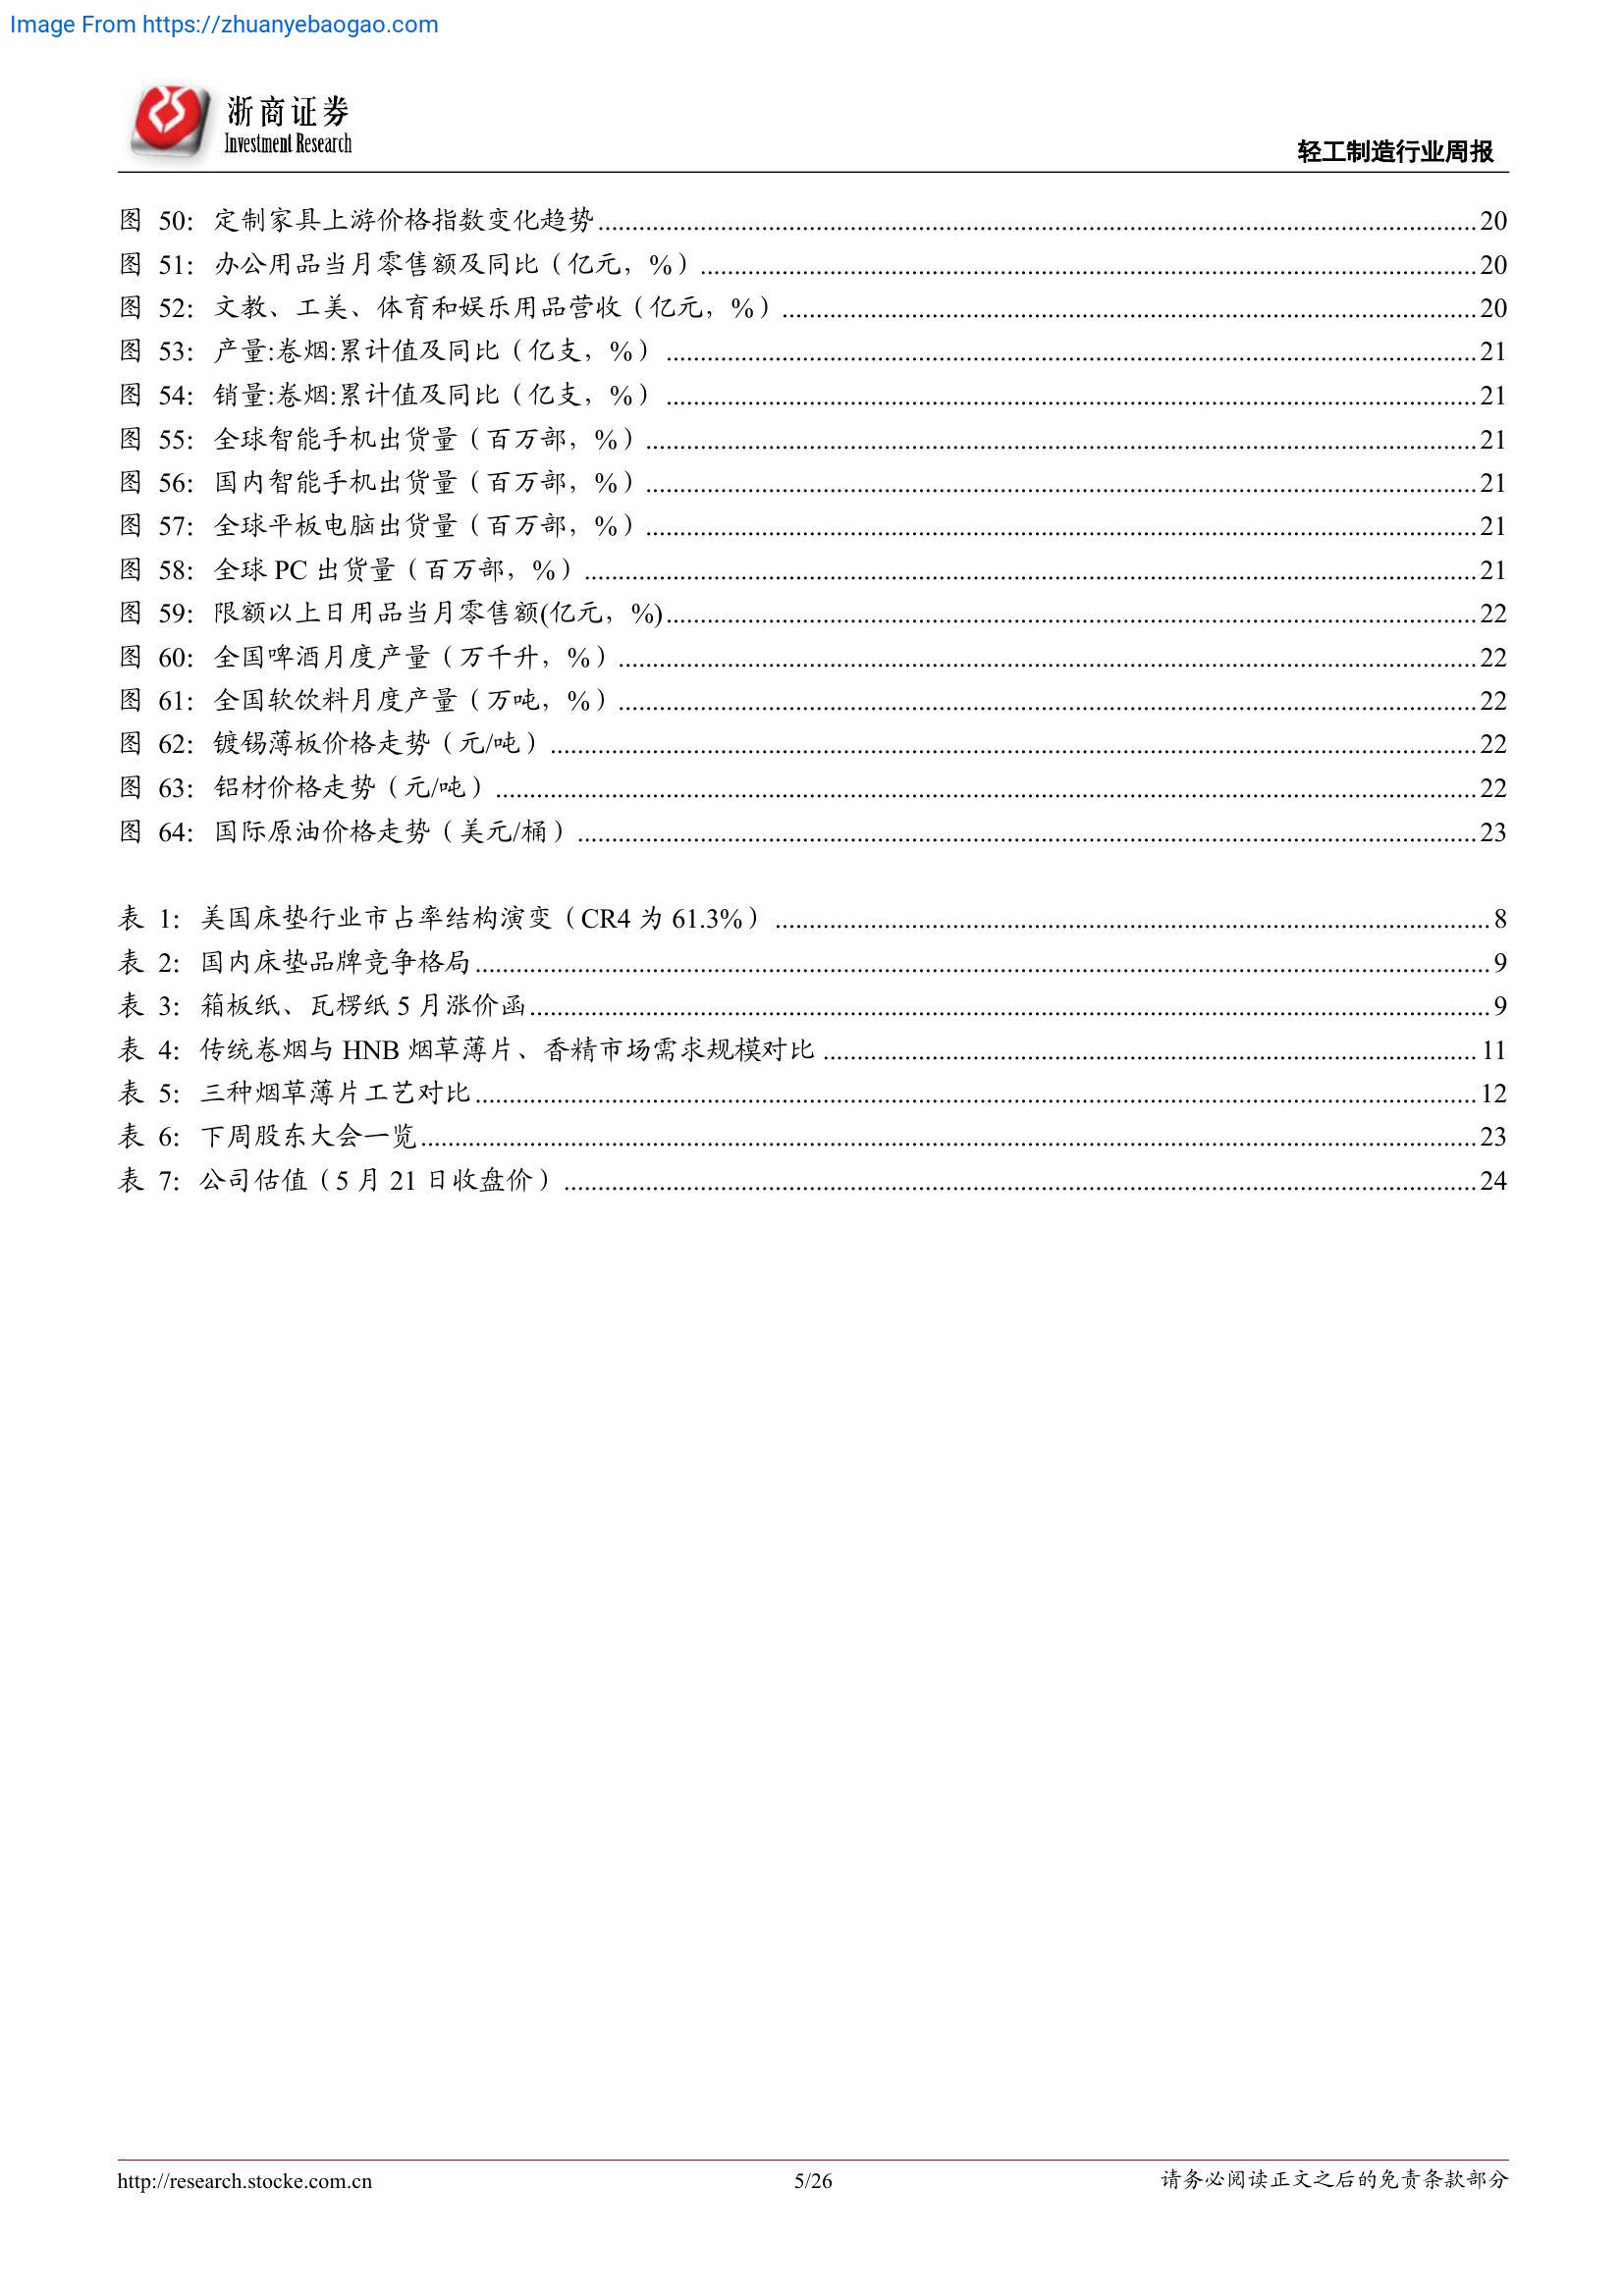 Image From https://zhuanyebaogao.com
浙商证券
Investment Research
轻工制造行业周报
图 50: 定制家具上游价格指数变化趋势........20
图 51: 办公用品当月零售额及同比（亿元，%）........20
图 52: 文教、工美、体育和娱乐用品营收（亿元，%）........20
图 53: 产量:卷烟:累计值及同比（亿支，%）........21
图 54: 销量:卷烟:累计值及同比（亿支，%）........21
图 55: 全球智能手机出货量（百万部，%）........21
图 56: 国内智能手机出货量（百万部，%）........21
图 57: 全球平板电脑出货量（百万部，%）........21
图 58: 全球 PC 出货量（百万部，%）........21
图 59: 限额以上日用品当月零售额(亿元，%)........22
图 60: 全国啤酒月度产量（万千升，%）........22
图 61: 全国软饮料月度产量（万吨，%）........22
图 62: 镀锡薄板价格走势（元/吨）........22
图 63: 铝材价格走势（元/吨）........22
图 64: 国际原油价格走势（美元/桶）........23
表 1: 美国床垫行业市占率结构演变（CR4 为 61.3%）........8
表 2: 国内床垫品牌竞争格局........9
表 3: 箱板纸、瓦楞纸 5 月涨价函........9
表 4: 传统卷烟与 HNB 烟草薄片、香精市场需求规模对比........11
表 5: 三种烟草薄片工艺对比........12
表 6: 下周股东大会一览........23
表 7: 公司估值（5 月 21 日收盘价）........24
http://research.stocke.com.cn
5/26
请务必阅读正文之后的免责条款部分